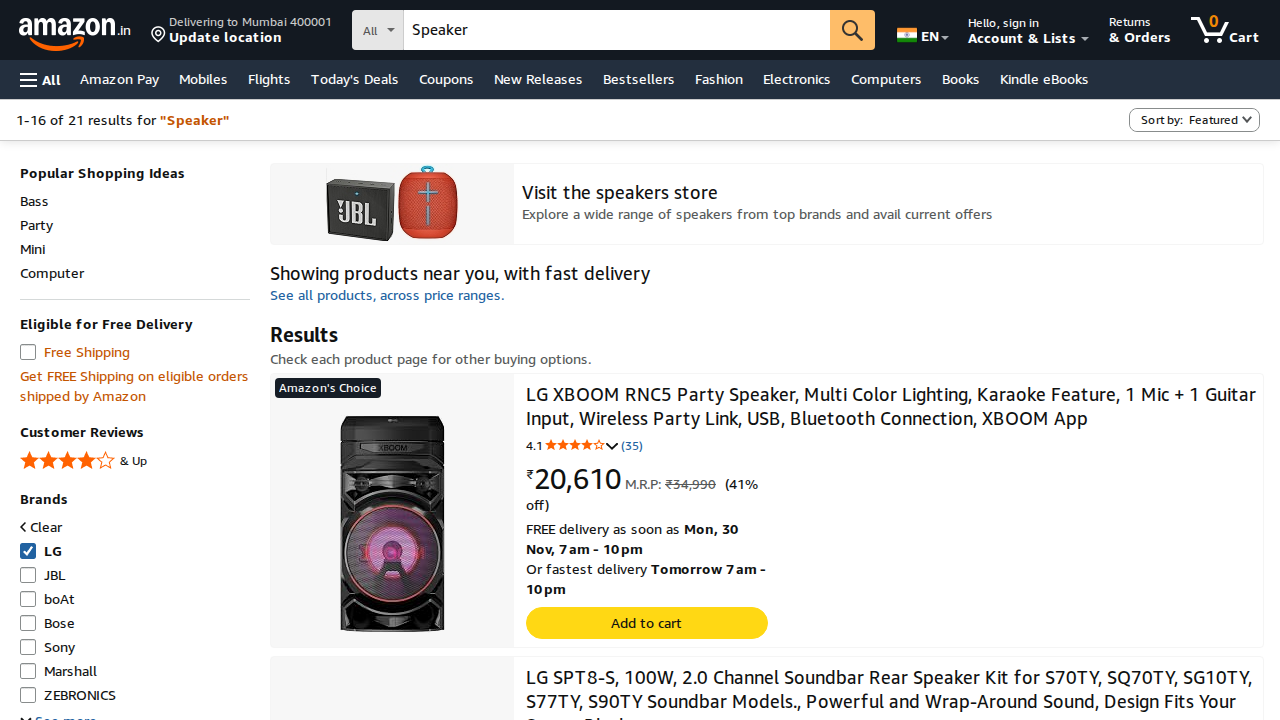 amazon.in
Delivering to Mumbai 400001
Update location
All
Speaker
EN
Hello, sign in
Account & Lists
Returns
& Orders
0
Cart
All
Amazon Pay
Mobiles
Flights
Today's Deals
Coupons
New Releases
Bestsellers
Fashion
Electronics
Computers
Books
Kindle eBooks
1-16 of 21 results for "Speaker"
Sort by: Featured
Popular Shopping Ideas
Bass
Party
Mini
Computer
Eligible for Free Delivery
Free Shipping
Get FREE Shipping on eligible orders
shipped by Amazon
Customer Reviews
& Up
Brands
Clear
LG
JBL
boAt
Bose
Sony
Marshall
ZEBRONICS
See more
JBL
Visit the speakers store
Explore a wide range of speakers from top brands and avail current offers
Showing products near you, with fast delivery
See all products, across price ranges.
Results
Check each product page for other buying options.
Amazon's Choice
XBOOM
LG XBOOM RNC5 Party Speaker, Multi Color Lighting, Karaoke Feature, 1 Mic + 1 Guitar
Input, Wireless Party Link, USB, Bluetooth Connection, XBOOM App
4.1 (35)
₹20,610 M.R.P: ₹34,990 (41%
off)
FREE delivery as soon as Mon, 30
Nov, 7 am - 10 pm
Or fastest delivery Tomorrow 7 am -
10 pm
Add to cart
LG SPT8-S, 100W, 2.0 Channel Soundbar Rear Speaker Kit for S70TY, SQ70TY, SG10TY,
S77TY, S90TY Soundbar Models., Powerful and Wrap-Around Sound, Design Fits Your